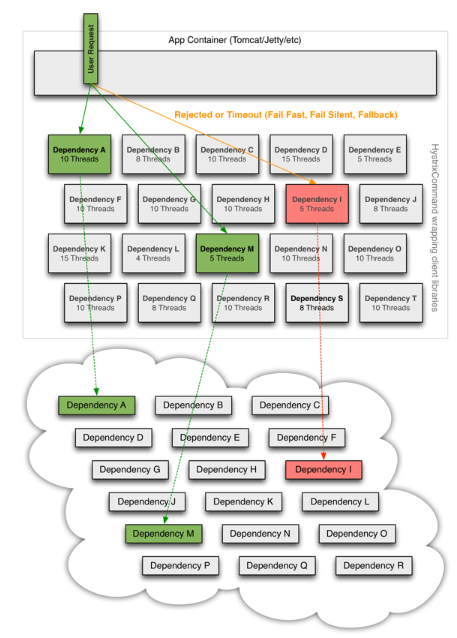 User Request
App Container (Tomcat/Jetty/etc)
Rejected or Timeout (Fail Fast, Fail Silent, Fallback)
Dependency A
10 Threads
Dependency B
8 Threads
Dependency C
10 Threads
Dependency D
15 Threads
Dependency E
5 Threads
Dependency F
10 Threads
Dependency G
10 Threads
Dependency H
10 Threads
Dependency I
5 Threads
Dependency J
8 Threads
Dependency K
15 Threads
Dependency L
4 Threads
Dependency M
5 Threads
Dependency N
10 Threads
Dependency O
10 Threads
Dependency P
10 Threads
Dependency Q
8 Threads
Dependency R
10 Threads
Dependency S
8 Threads
Dependency T
10 Threads
HystrixCommand wrapping client libraries
Dependency A
Dependency B
Dependency C
Dependency D
Dependency E
Dependency F
Dependency G
Dependency H
Dependency I
Dependency J
Dependency K
Dependency L
Dependency M
Dependency N
Dependency O
Dependency P
Dependency Q
Dependency R